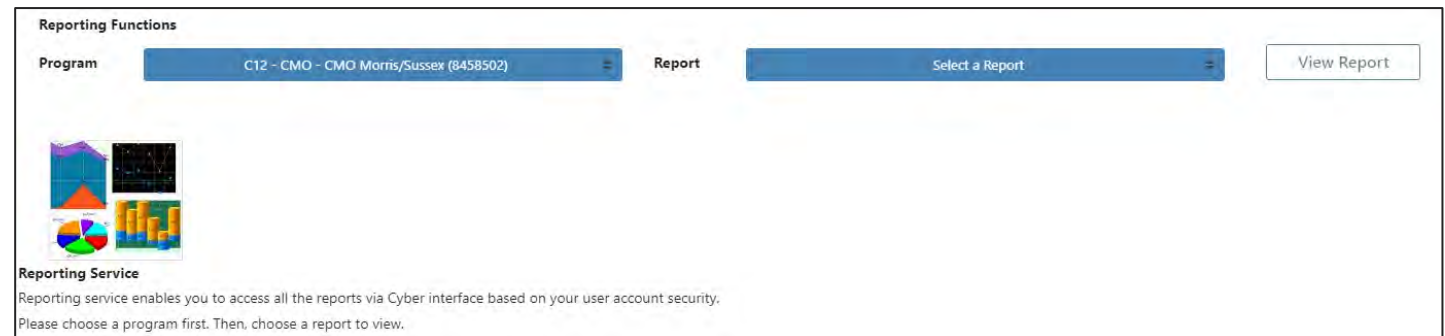 Reporting Functions
Program C12 - CMO - CMO Morris/Sussex (8458502) Report Select a Report View Report
Reporting Service
Reporting service enables you to access all the reports via Cyber interface based on your user account security.
Please choose a program first. Then, choose a report to view.